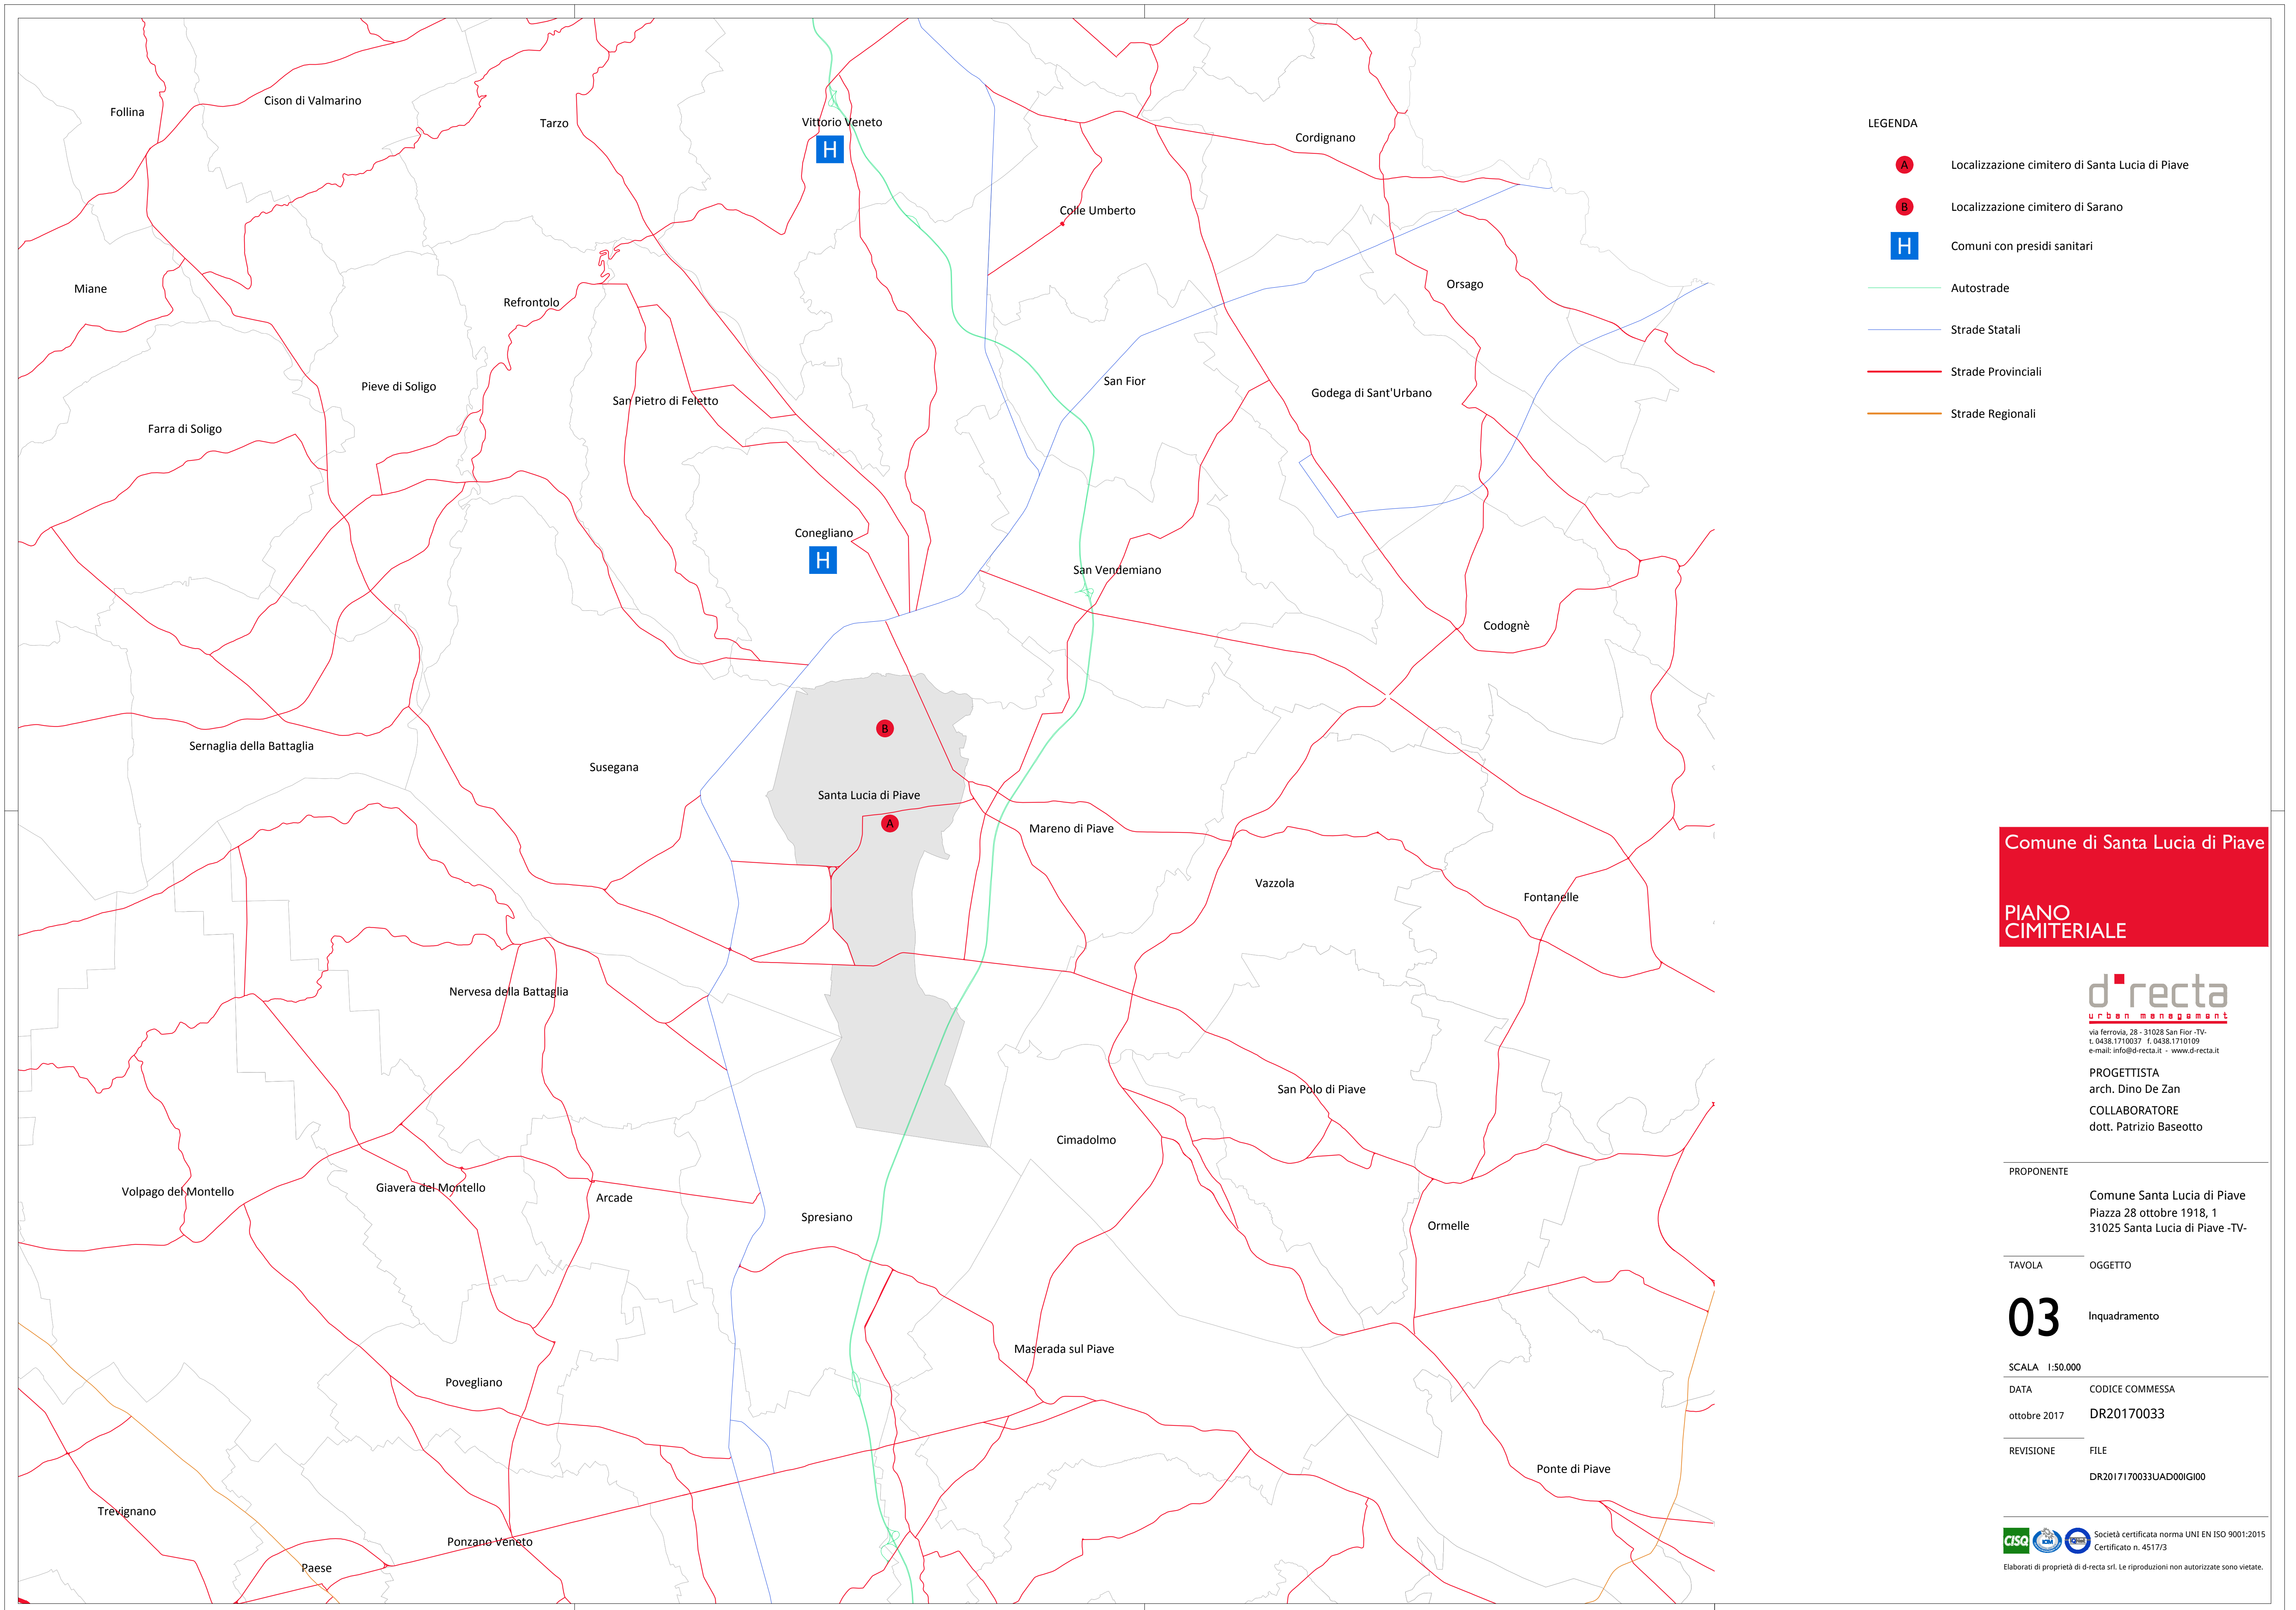 Follina
Cison di Valmarino
Tarzo
Vittorio Veneto
H
Cordignano
Colle Umberto
Miane
Refrontolo
Orsago
Pieve di Soligo
San Pietro di Feletto
San Fior
Godega di Sant'Urbano
Farra di Soligo
Conegliano
H
San Vendemiano
Codognè
B
Sernaglia della Battaglia
Susegana
Santa Lucia di Piave
A
Mareno di Piave
Vazzola
Fontanelle
Nervesa della Battaglia
San Polo di Piave
Cimadolmo
Volpago del Montello
Giavera del Montello
Arcade
Spresiano
Ormelle
Maserada sul Piave
Povegliano
Ponte di Piave
Trevignano
Ponzano Veneto
Paese
LEGENDA
A Localizzazione cimitero di Santa Lucia di Piave
B Localizzazione cimitero di Sarano
H Comuni con presidi sanitari
Autostrade
Strade Statali
Strade Provinciali
Strade Regionali
Comune di Santa Lucia di Piave
PIANO
CIMITERIALE
d recta
urban management
via ferrovia, 28 - 31028 San Fior -TV-
t. 0438.1710037 f. 0438.1710109
e-mail: info@d-recta.it - www.d-recta.it
PROGETTISTA
arch. Dino De Zan
COLLABORATORE
dott. Patrizio Baseotto
PROPONENTE
Comune Santa Lucia di Piave
Piazza 28 ottobre 1918, 1
31025 Santa Lucia di Piave -TV-
TAVOLA OGGETTO
03 Inquadramento
SCALA 1:50.000
DATA CODICE COMMESSA
ottobre 2017 DR20170033
REVISIONE FILE
DR2017170033UAD00IGI00
CISQ
Società certificata norma UNI EN ISO 9001:2015
Certificato n. 4517/3
Elaborati di proprietà di d-recta srl. Le riproduzioni non autorizzate sono vietate.